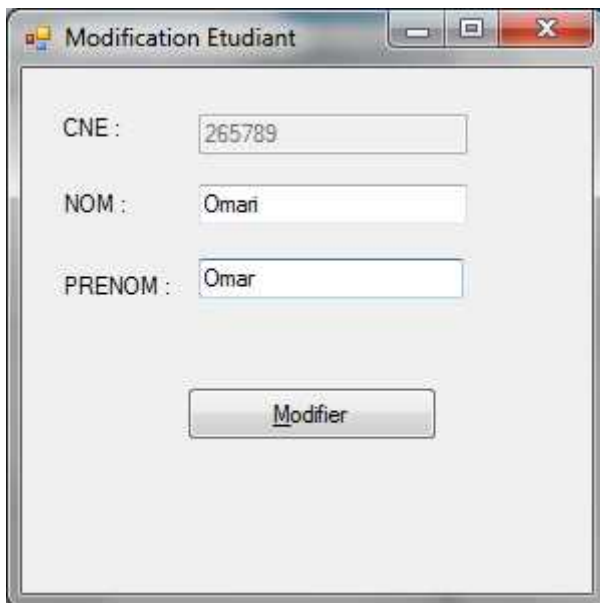 Modification Etudiant
CNE : 265789
NOM : Omari
PRENOM : Omar
Modifier